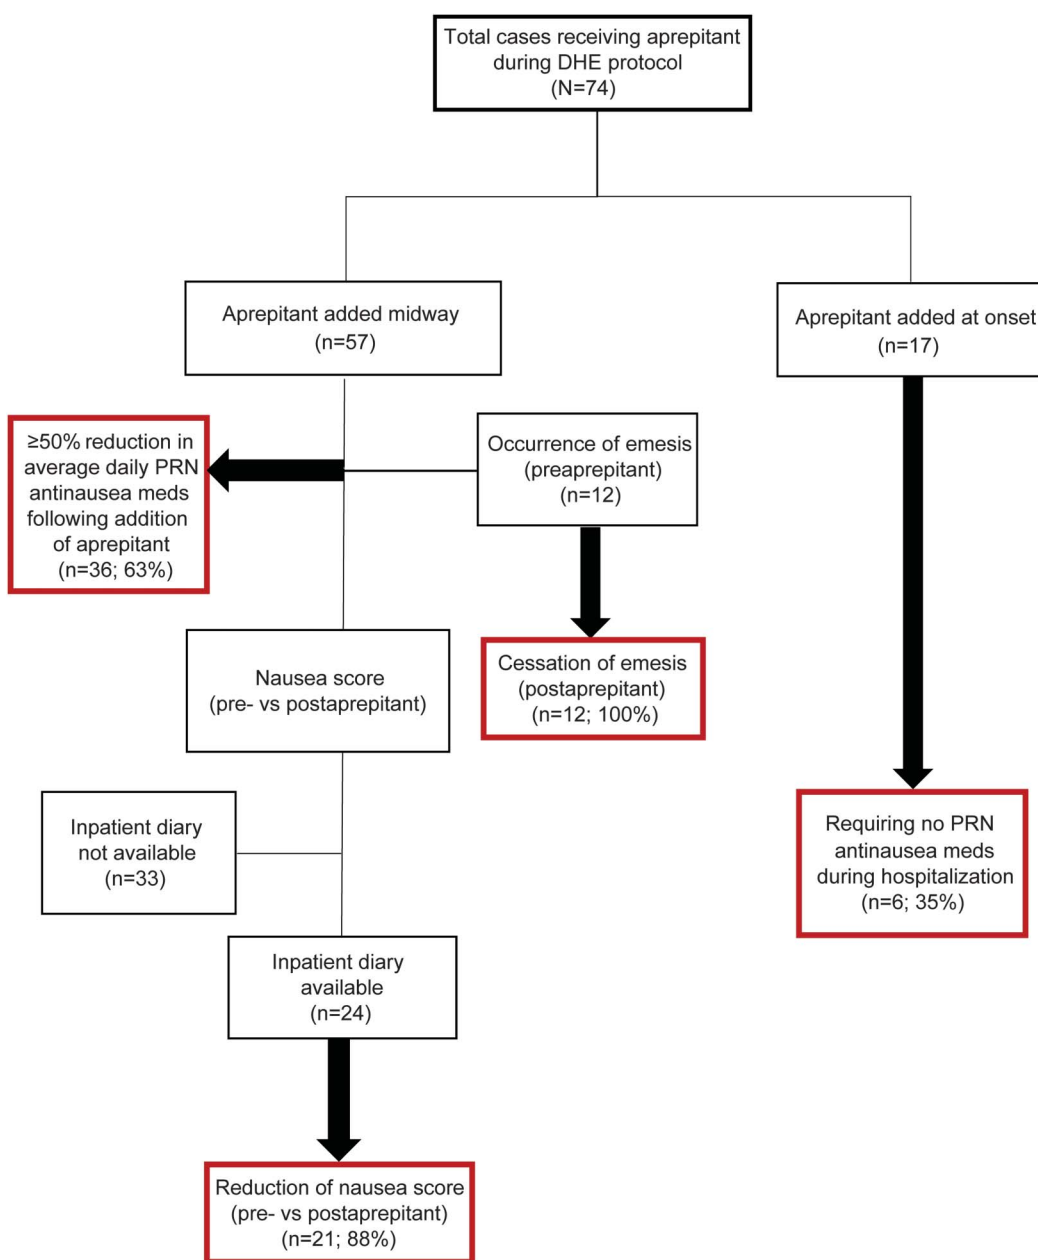 Total cases receiving aprepitant
during DHE protocol
(N=74)
Aprepitant added midway
(n=57)
Aprepitant added at onset
(n=17)
≥50% reduction in
average daily PRN
antinausea meds
following addition
of aprepitant
(n=36; 63%)
Occurrence of emesis
(preaprepitant)
(n=12)
Cessation of emesis
(postaprepitant)
(n=12; 100%)
Nausea score
(pre- vs postaprepitant)
Inpatient diary
not available
(n=33)
Requiring no PRN
antinausea meds
during hospitalization
(n=6; 35%)
Inpatient diary
available
(n=24)
Reduction of nausea score
(pre- vs postaprepitant)
(n=21; 88%)